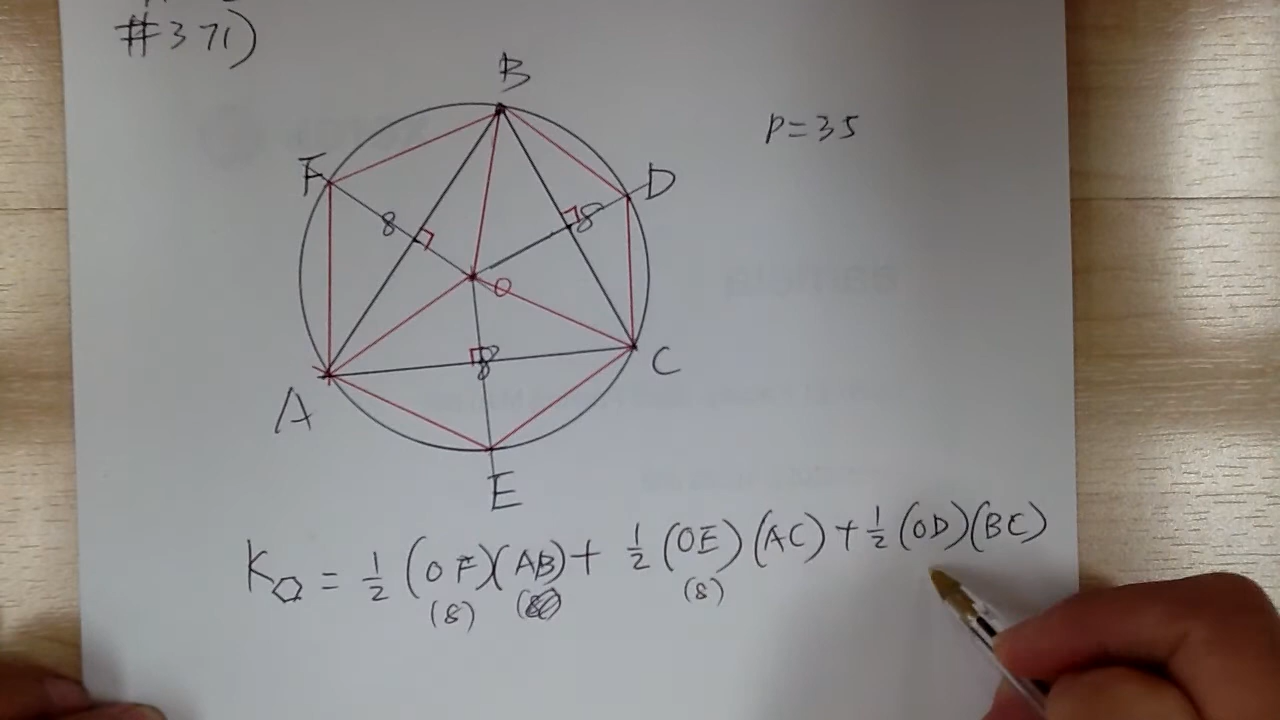 #371)
B
P=35
F
D
8
8
O
8
C
A
E
K⬡ = 1/2 (OF)(AB) + 1/2 (OE)(AC) + 1/2 (OD)(BC)
(8) (8)